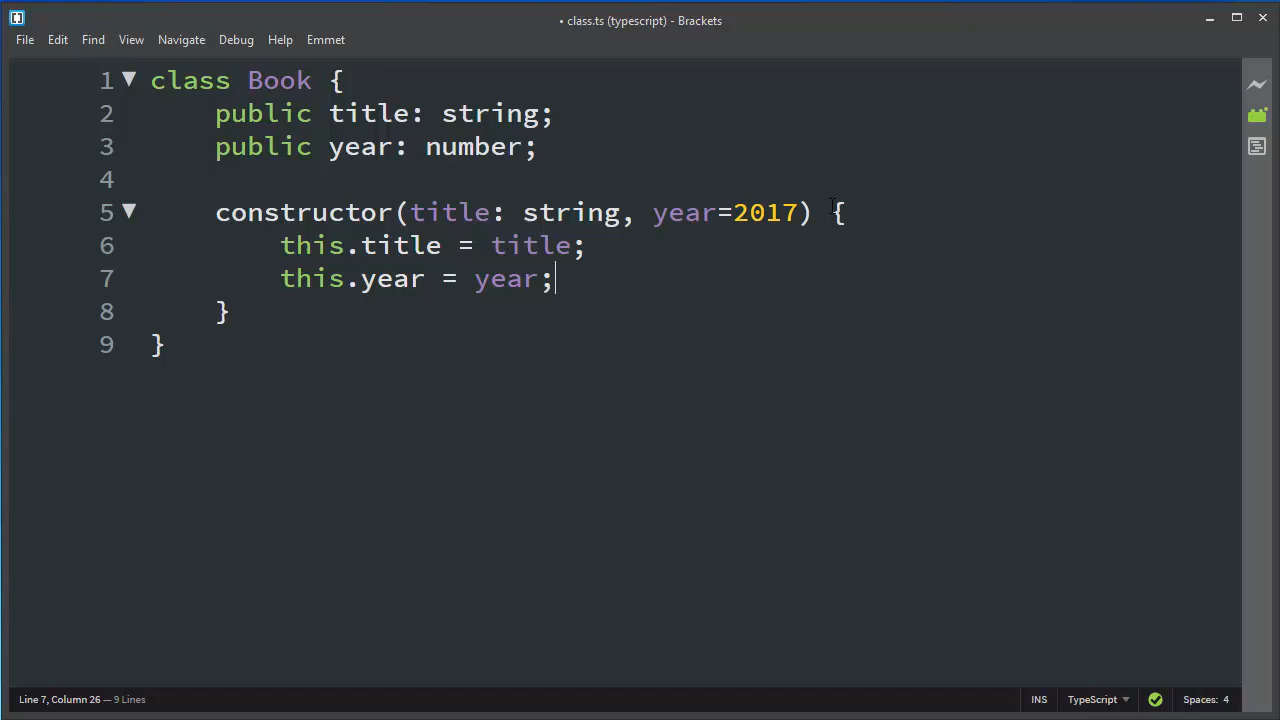 • class.ts (typescript) - Brackets
File Edit Find View Navigate Debug Help Emmet
1 class Book {
2     public title: string;
3     public year: number;
4
5     constructor(title: string, year=2017) {
6         this.title = title;
7         this.year = year;
8     }
9 }
Line 7, Column 26 — 9 Lines INS TypeScript Spaces: 4